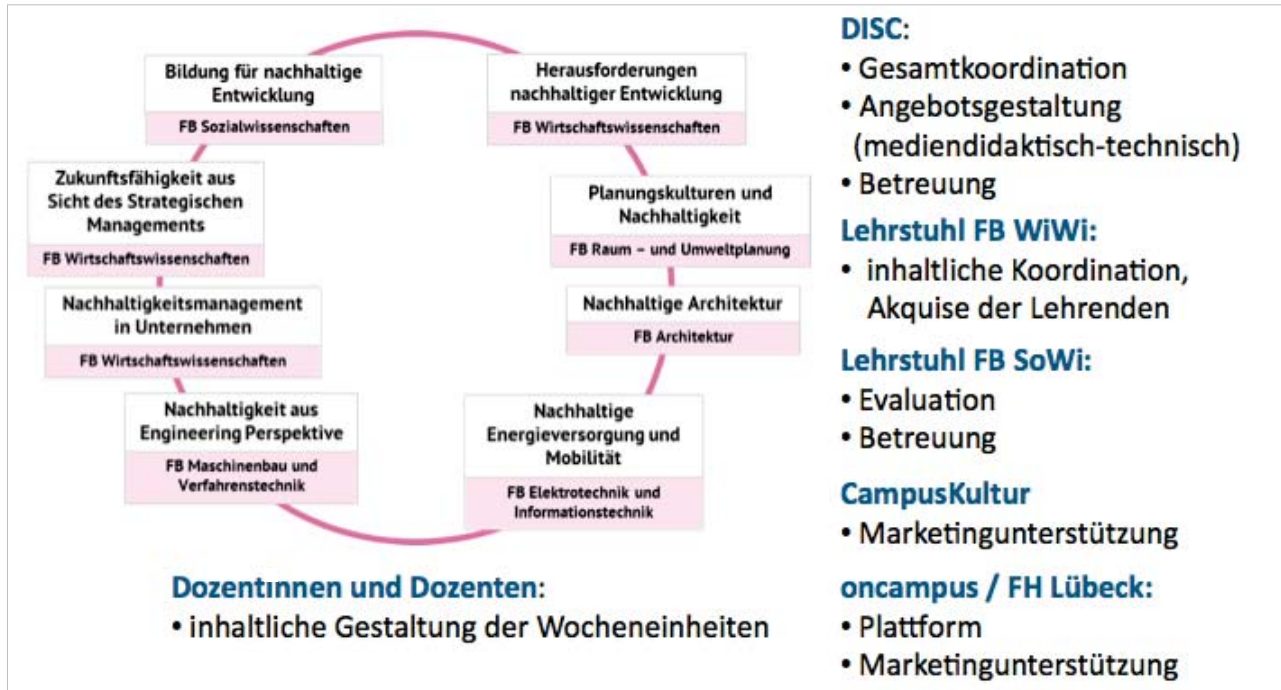 Bildung für nachhaltige
Entwicklung
FB Sozialwissenschaften
Herausforderungen
nachhaltiger Entwicklung
FB Wirtschaftswissenschaften
Zukunftsfähigkeit aus
Sicht des Strategischen
Managements
FB Wirtschaftswissenschaften
Planungskulturen und
Nachhaltigkeit
FB Raum – und Umweltplanung
Nachhaltigkeitsmanagement
in Unternehmen
FB Wirtschaftswissenschaften
Nachhaltige Architektur
FB Architektur
Nachhaltigkeit aus
Engineering Perspektive
FB Maschinenbau und
Verfahrenstechnik
Nachhaltige
Energieversorgung und
Mobilität
FB Elektrotechnik und
Informationstechnik
Dozentinnen und Dozenten:
• inhaltliche Gestaltung der Wocheneinheiten
DISC:
• Gesamtkoordination
• Angebotsgestaltung
(mediendidaktisch-technisch)
• Betreuung
Lehrstuhl FB WiWi:
• inhaltliche Koordination,
Akquise der Lehrenden
Lehrstuhl FB SoWi:
• Evaluation
• Betreuung
CampusKultur
• Marketingunterstützung
oncampus / FH Lübeck:
• Plattform
• Marketingunterstützung